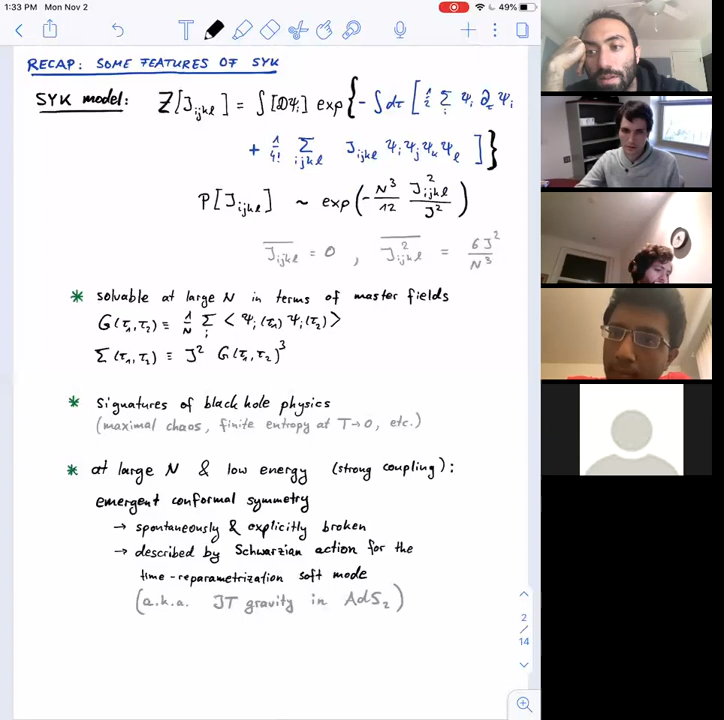 1:33 PM Mon Nov 2
49%
RECAP: SOME FEATURES OF SYK
SYK model: Z[J_ijkl] = ∫[DΨ_i] exp{-∫dτ [½ Σ_i Ψ_i ∂_τ Ψ_i
+ 1/4! Σ_ijkl J_ijkl Ψ_i Ψ_j Ψ_k Ψ_l ]}
P[J_ijkl] ~ exp(-N³/12 J²_ijkl/J²)
J̅_ijkl = 0 , J̅²_ijkl = 6J²/N³
* solvable at large N in terms of master fields
G(τ₁,τ₂) ≡ 1/N Σ_i <Ψ_i(τ₁)Ψ_i(τ₂)>
Σ(τ₁,τ₂) ≡ J² G(τ₁,τ₂)³
* signatures of black hole physics
(maximal chaos, finite entropy at T→0, etc.)
* at large N & low energy (strong coupling):
emergent conformal symmetry
→ spontaneously & explicitly broken
→ described by Schwarzian action for the
time-reparametrization soft mode
(a.k.a. JT gravity in AdS₂)
2
/
14